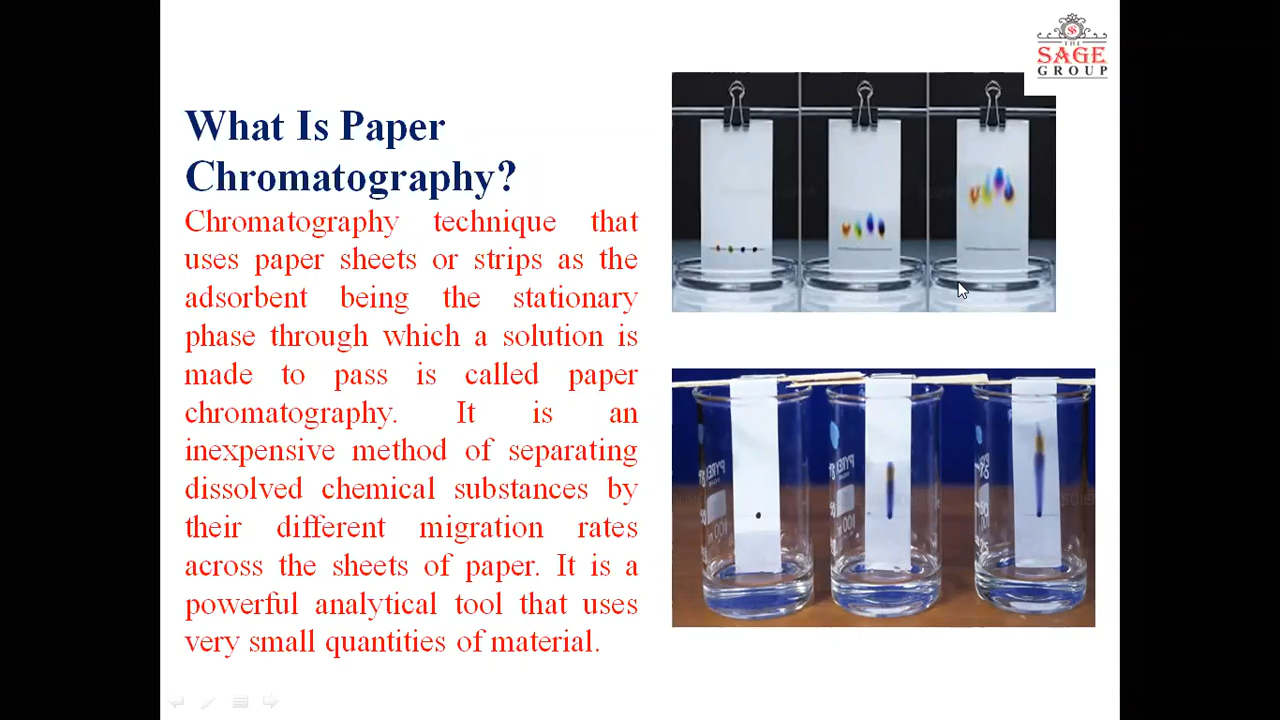 THE
SAGE
GROUP
What Is Paper
Chromatography?
Chromatography technique that
uses paper sheets or strips as the
adsorbent being the stationary
phase through which a solution is
made to pass is called paper
chromatography. It is an
inexpensive method of separating
dissolved chemical substances by
their different migration rates
across the sheets of paper. It is a
powerful analytical tool that uses
very small quantities of material.